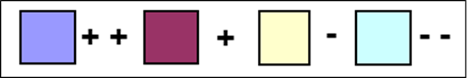 + + + - - -